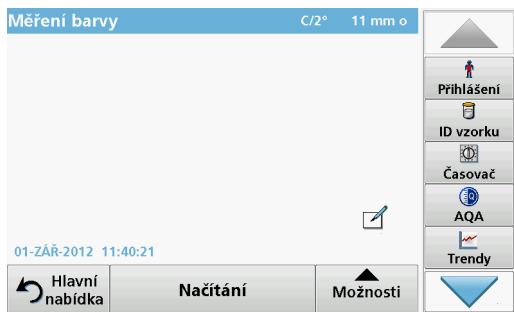 Měření barvy C/2° 11 mm o
Přihlášení
ID vzorku
Časovač
AQA
Trendy
01-ZÁŘ-2012 11:40:21
Hlavní
nabídka
Načítání
Možnosti